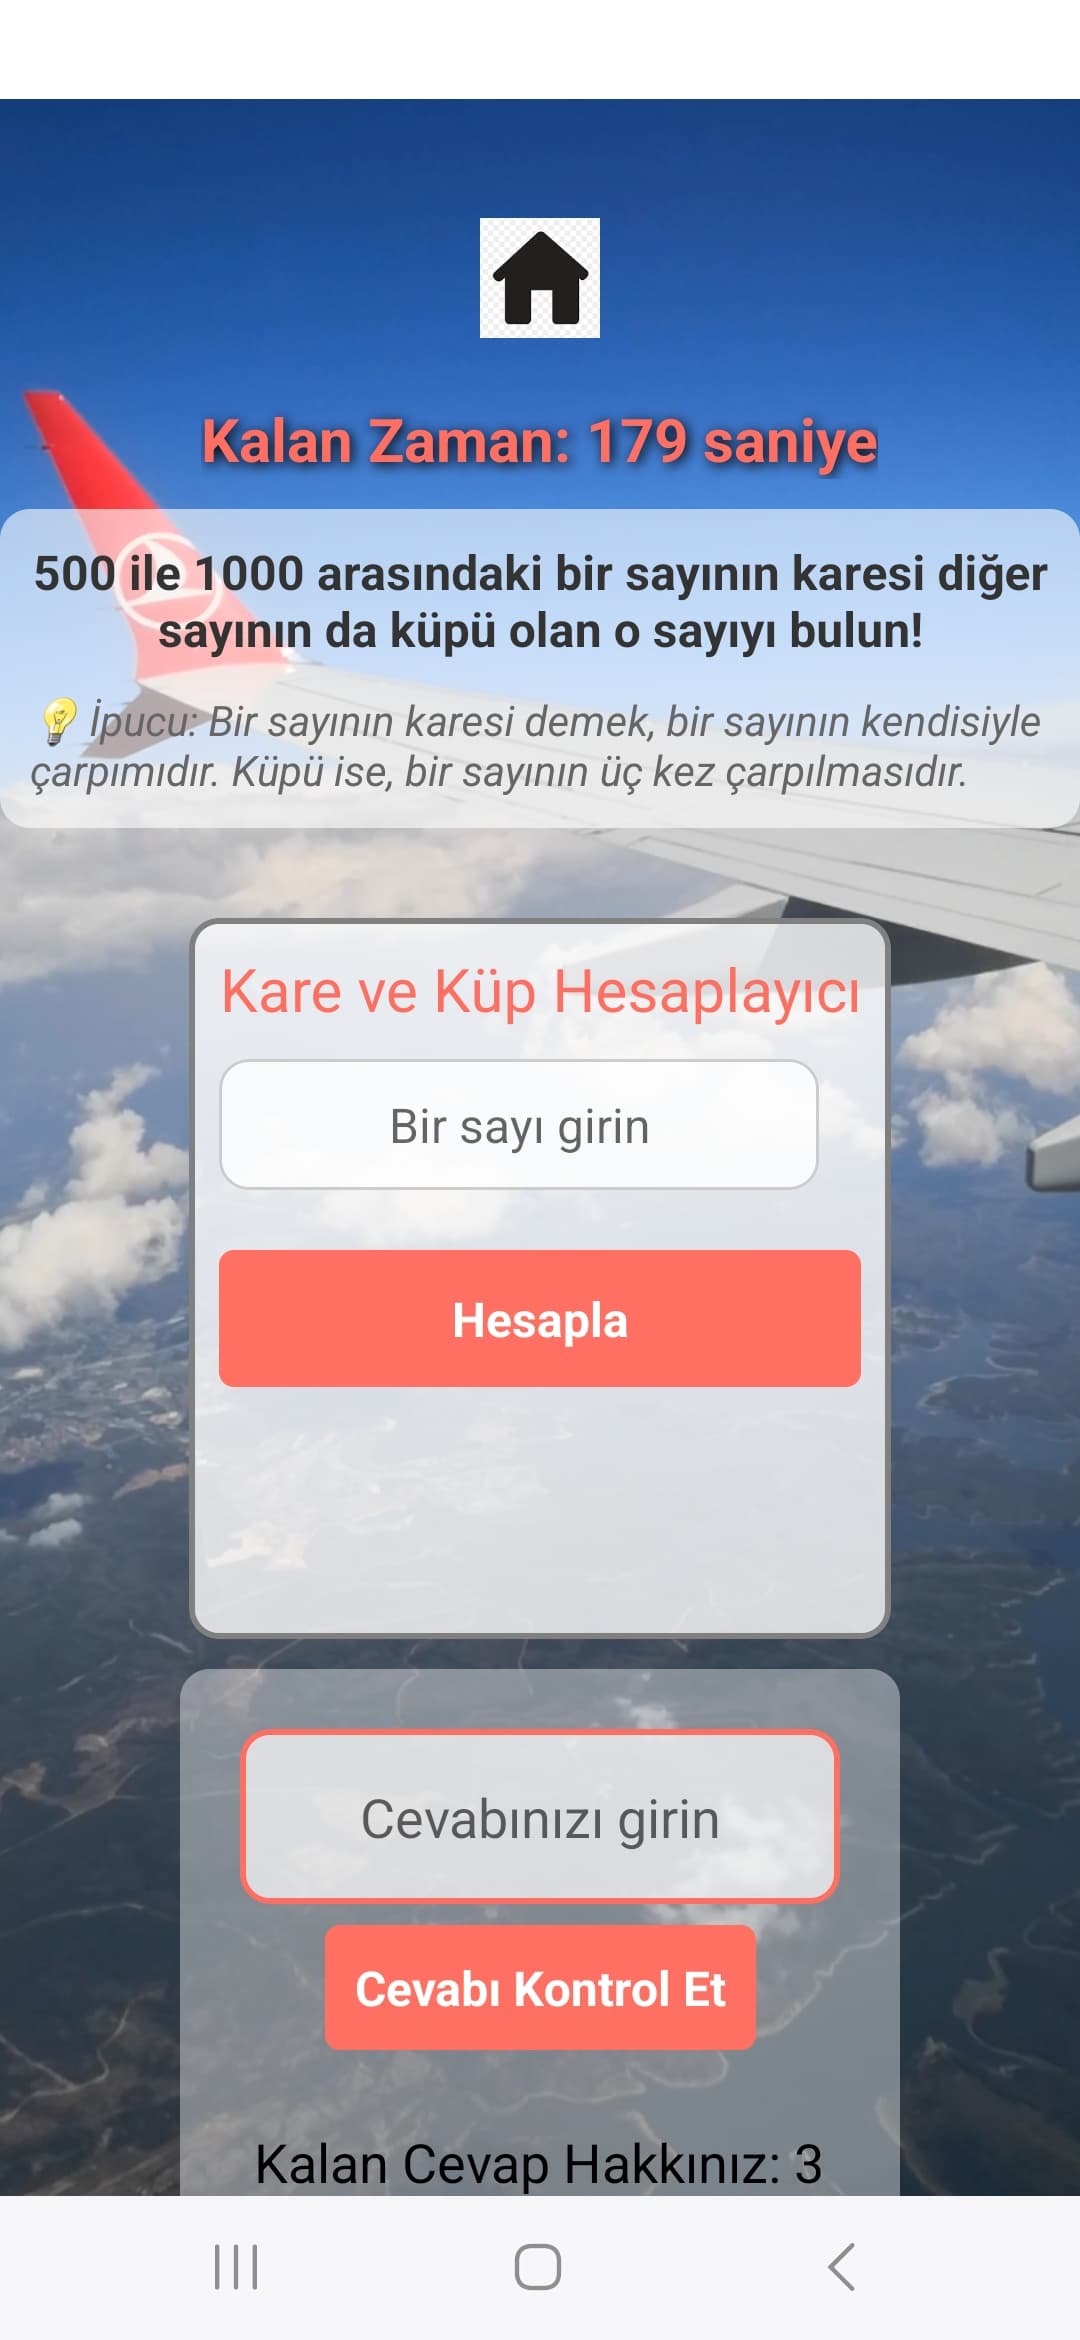 Kalan Zaman: 179 saniye
500 ile 1000 arasındaki bir sayının karesi diğer
sayının da küpü olan o sayıyı bulun!
💡 İpucu: Bir sayının karesi demek, bir sayının kendisiyle
çarpımıdır. Küpü ise, bir sayının üç kez çarpılmasıdır.
Kare ve Küp Hesaplayıcı
Bir sayı girin
Hesapla
Cevabınızı girin
Cevabı Kontrol Et
Kalan Cevap Hakkınız: 3